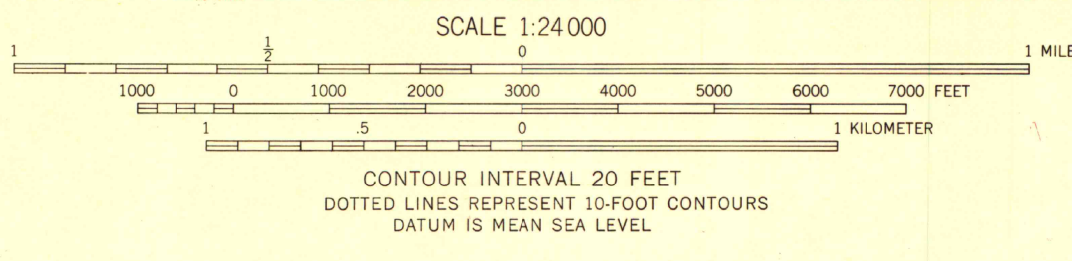 SCALE 1:24 000
1 1/2 0 1 MILE
1000 0 1000 2000 3000 4000 5000 6000 7000 FEET
1 .5 0 1 KILOMETER
CONTOUR INTERVAL 20 FEET
DOTTED LINES REPRESENT 10-FOOT CONTOURS
DATUM IS MEAN SEA LEVEL